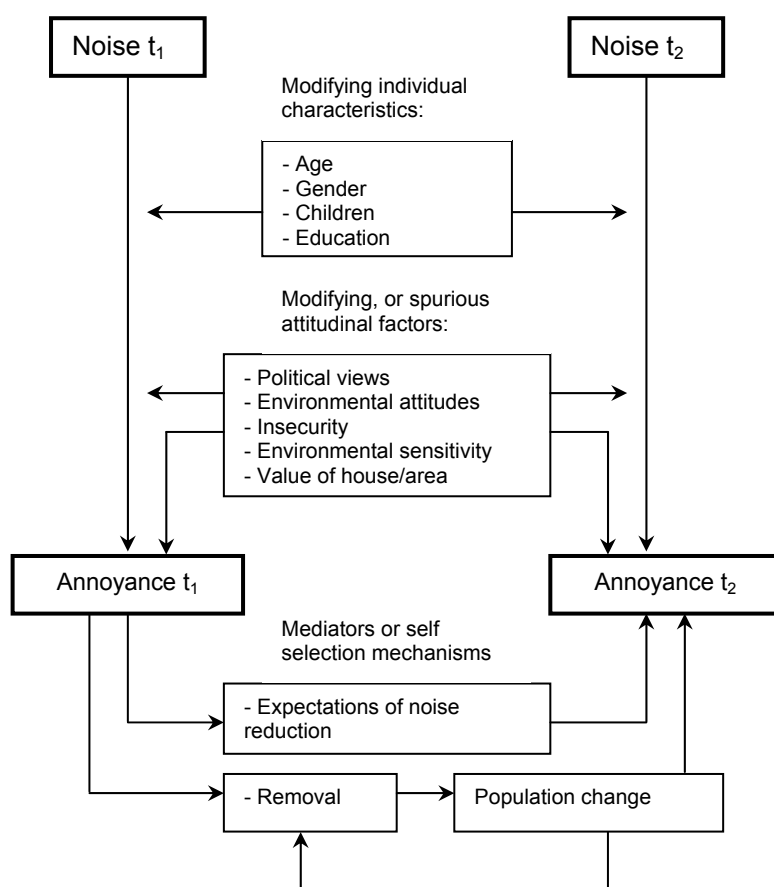 Noise t₁
Noise t₂
Modifying individual
characteristics:
- Age
- Gender
- Children
- Education
Modifying, or spurious
attitudinal factors:
- Political views
- Environmental attitudes
- Insecurity
- Environmental sensitivity
- Value of house/area
Annoyance t₁
Annoyance t₂
Mediators or self
selection mechanisms
- Expectations of noise
reduction
- Removal
Population change